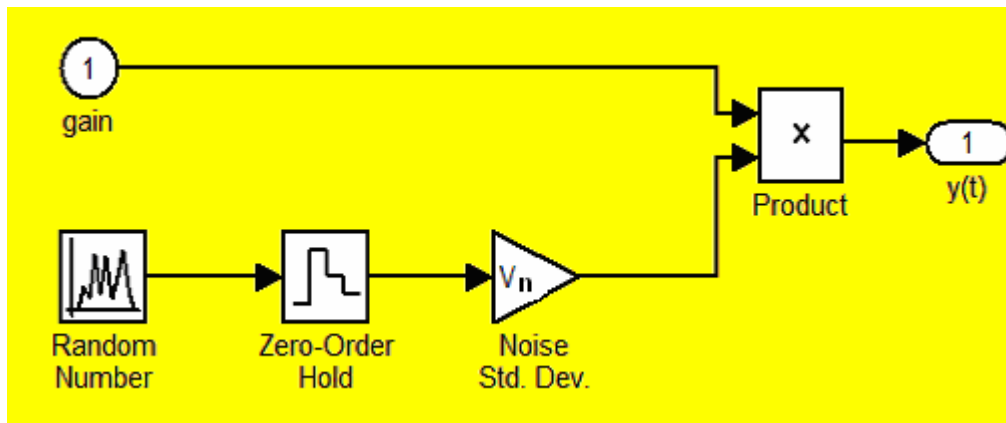 1
gain
x
Product
1
y(t)
Random
Number
Zero-Order
Hold
Vn
Noise
Std. Dev.